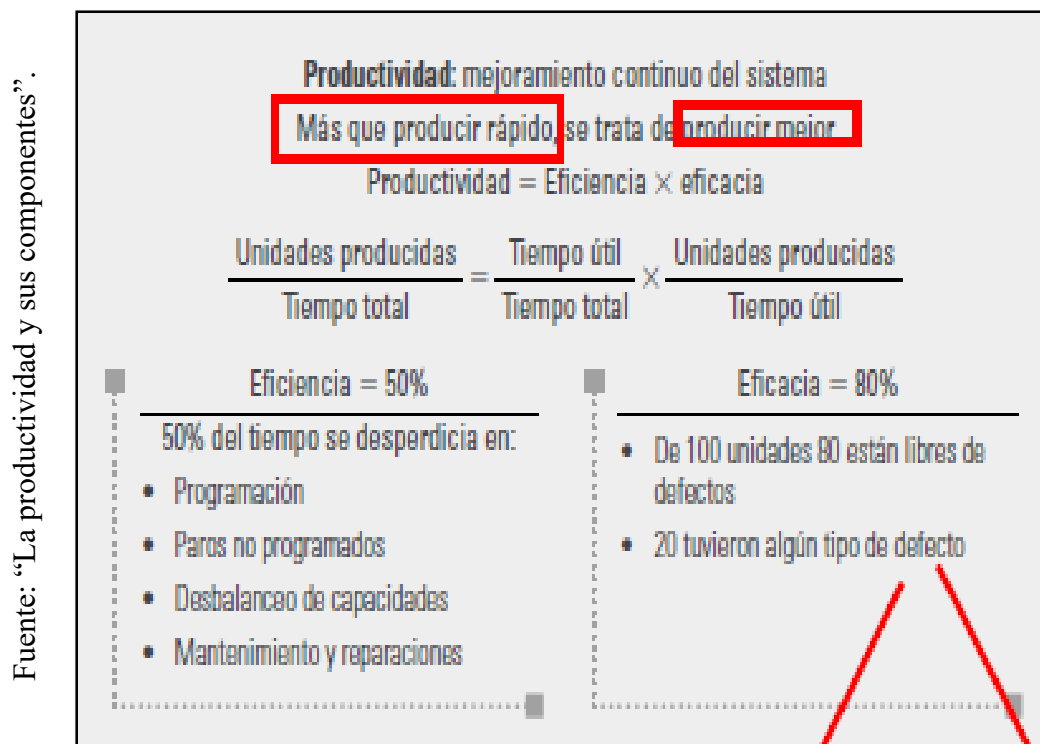 Fuente: “La productividad y sus componentes”.
Productividad: mejoramiento continuo del sistema
Más que producir rápido, se trata de producir mejor
Productividad = Eficiencia × eficacia
Unidades producidas / Tiempo total = Tiempo útil / Tiempo total × Unidades producidas / Tiempo útil
Eficiencia = 50%
50% del tiempo se desperdicia en:
• Programación
• Paros no programados
• Desbalanceo de capacidades
• Mantenimiento y reparaciones
Eficacia = 80%
• De 100 unidades 80 están libres de
defectos
• 20 tuvieron algún tipo de defecto